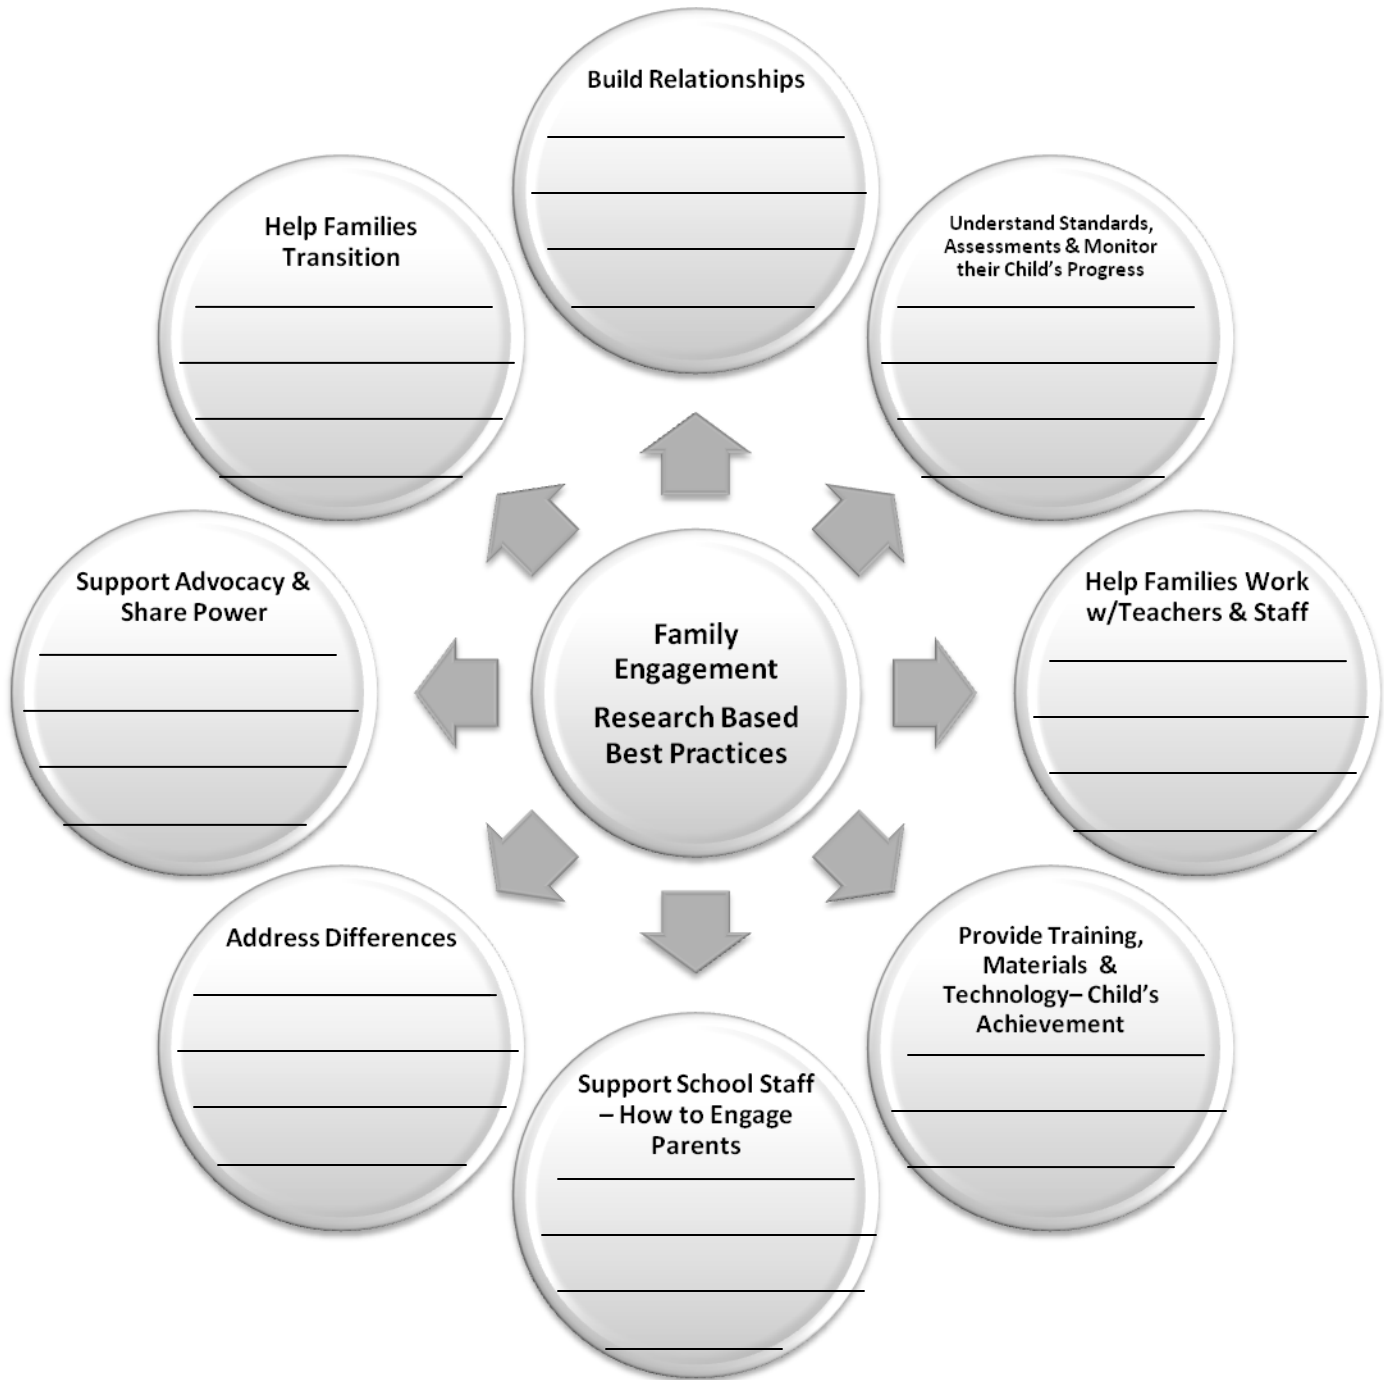 Build Relationships
Understand Standards,
Assessments & Monitor
their Child's Progress
Help Families Work
w/Teachers & Staff
Provide Training,
Materials &
Technology– Child's
Achievement
Support School Staff
– How to Engage
Parents
Address Differences
Support Advocacy &
Share Power
Help Families
Transition
Family
Engagement
Research Based
Best Practices